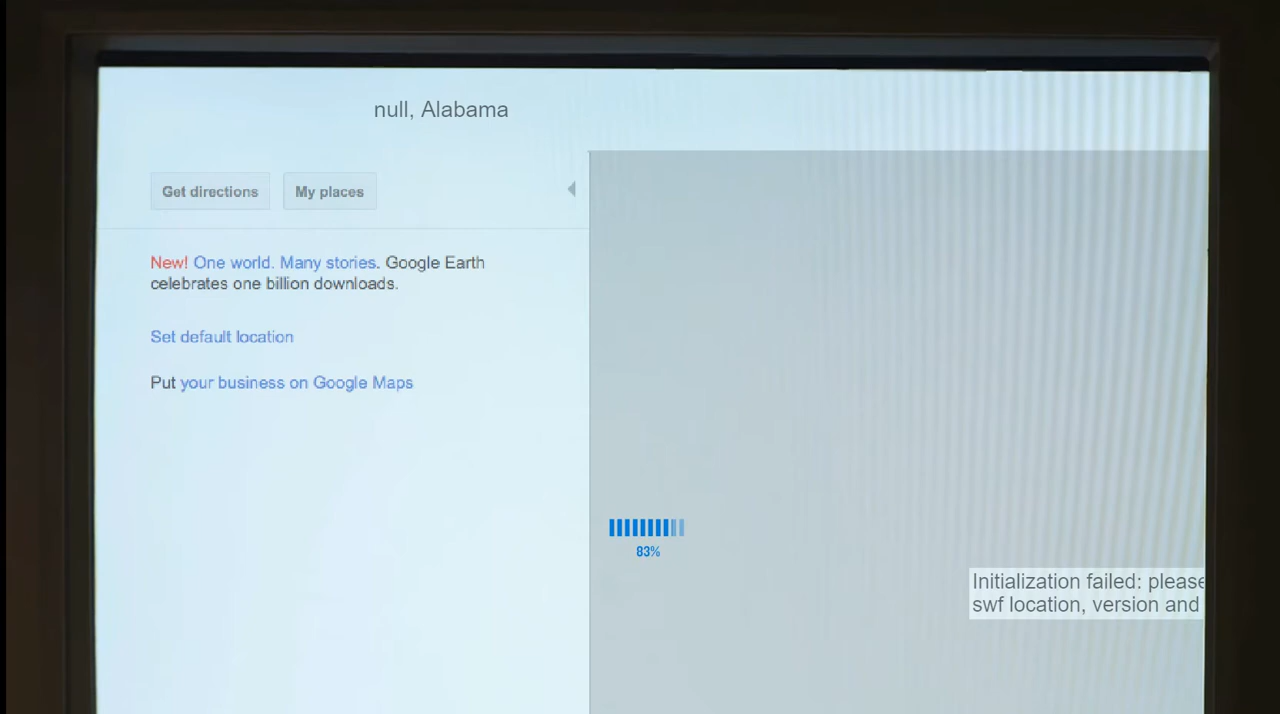 null, Alabama
Get directions
My places
New! One world. Many stories. Google Earth
celebrates one billion downloads.
Set default location
Put your business on Google Maps
83%
Initialization failed: please
swf location, version and